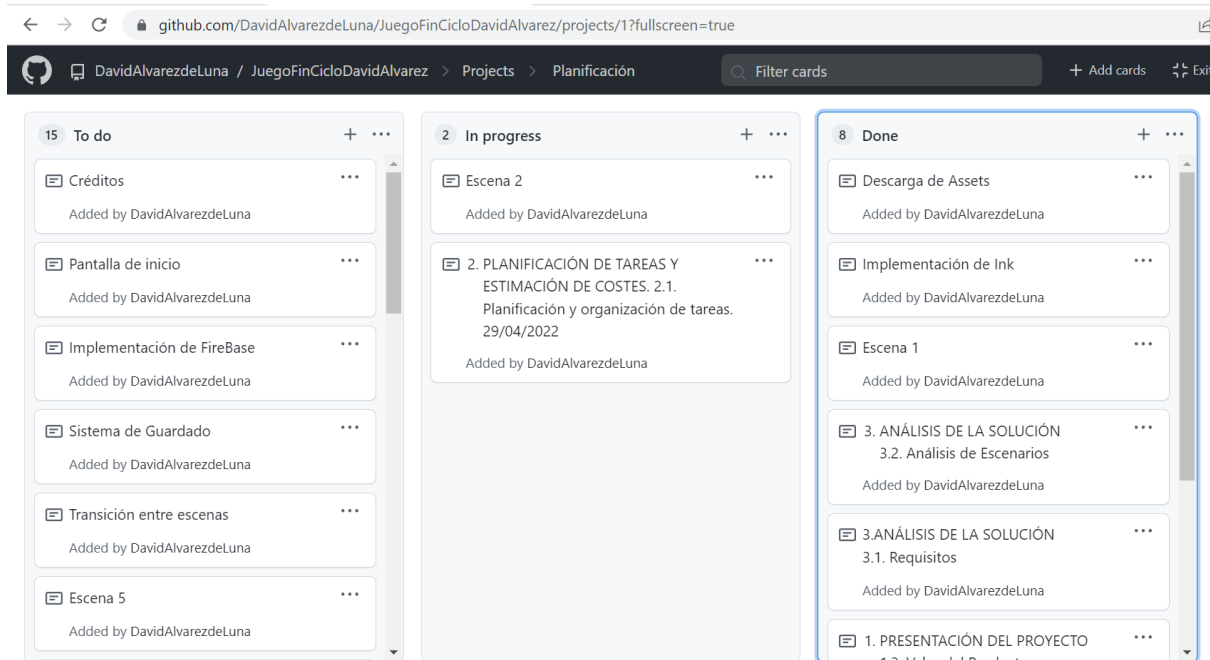 github.com/DavidAlvarezdeLuna/JuegoFinCicloDavidAlvarez/projects/1?fullscreen=true
DavidAlvarezdeLuna / JuegoFinCicloDavidAlvarez > Projects > Planificación
Filter cards
+ Add cards
Exit
15 To do
Créditos
Added by DavidAlvarezdeLuna
Pantalla de inicio
Added by DavidAlvarezdeLuna
Implementación de FireBase
Added by DavidAlvarezdeLuna
Sistema de Guardado
Added by DavidAlvarezdeLuna
Transición entre escenas
Added by DavidAlvarezdeLuna
Escena 5
Added by DavidAlvarezdeLuna
2 In progress
Escena 2
Added by DavidAlvarezdeLuna
2. PLANIFICACIÓN DE TAREAS Y
ESTIMACIÓN DE COSTES. 2.1.
Planificación y organización de tareas.
29/04/2022
Added by DavidAlvarezdeLuna
8 Done
Descarga de Assets
Added by DavidAlvarezdeLuna
Implementación de Ink
Added by DavidAlvarezdeLuna
Escena 1
Added by DavidAlvarezdeLuna
3. ANÁLISIS DE LA SOLUCIÓN
3.2. Análisis de Escenarios
Added by DavidAlvarezdeLuna
3.ANÁLISIS DE LA SOLUCIÓN
3.1. Requisitos
Added by DavidAlvarezdeLuna
1. PRESENTACIÓN DEL PROYECTO